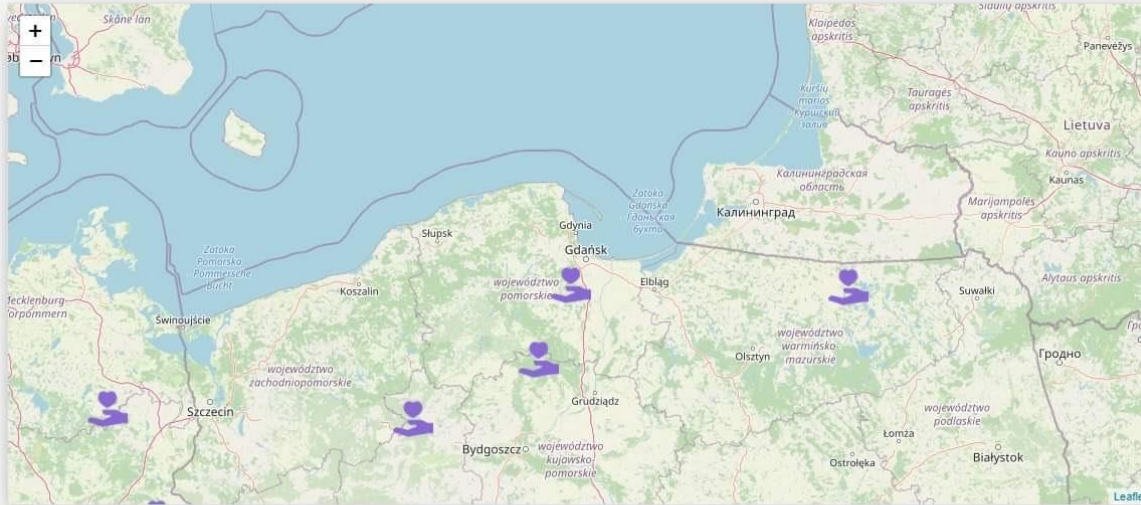 Skåne län
+
−
Klaipėdos
apskritis
Panevėžys
Kuršių
marios
Куршский
залив
Tauragės
apskritis
Lietuva
Kauno apskritis
Kaunas
Калининградская
область
Marijampolės
apskritis
Калининград
Zatoka
Gdańska
Гданьская
бухта
Gdynia
Gdańsk
Słupsk
Zatoka
Pomorska
Pommersche
Bucht
Koszalin
województwo
pomorskie
Elbląg
Suwałki
Alytaus apskritis
Świnoujście
województwo
zachodniopomorskie
Szczecin
województwo
warmińsko-
mazurskie
Olsztyn
Гродно
Grudziądz
Bydgoszcz
województwo
kujawsko-
pomorskie
województwo
podlaskie
Łomża
Ostrołęka
Białystok